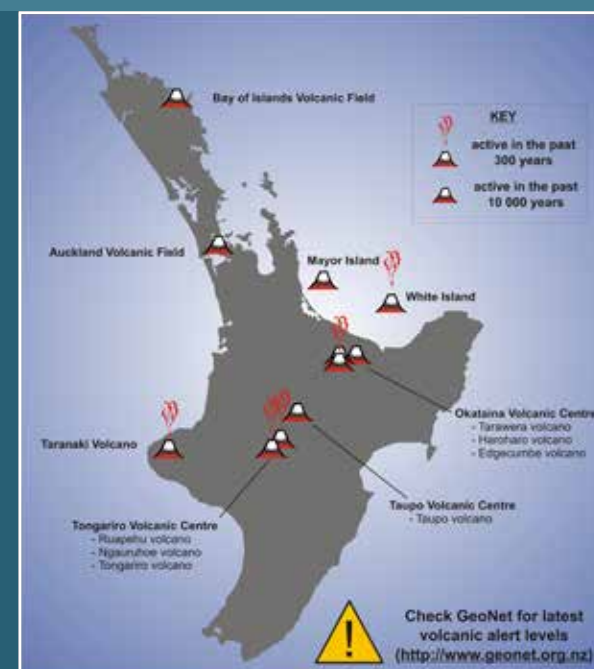 Bay of Islands Volcanic Field
KEY
active in the past
300 years
active in the past
10 000 years
Auckland Volcanic Field
Mayor Island
White Island
Okataina Volcanic Centre
- Tarawera volcano
- Haroharo volcano
- Edgecumbe volcano
Taranaki Volcano
Taupo Volcanic Centre
- Taupo volcano
Tongariro Volcanic Centre
- Ruapehu volcano
- Ngauruhoe volcano
- Tongariro volcano
!
Check GeoNet for latest
volcanic alert levels
(http://www.geonet.org.nz)